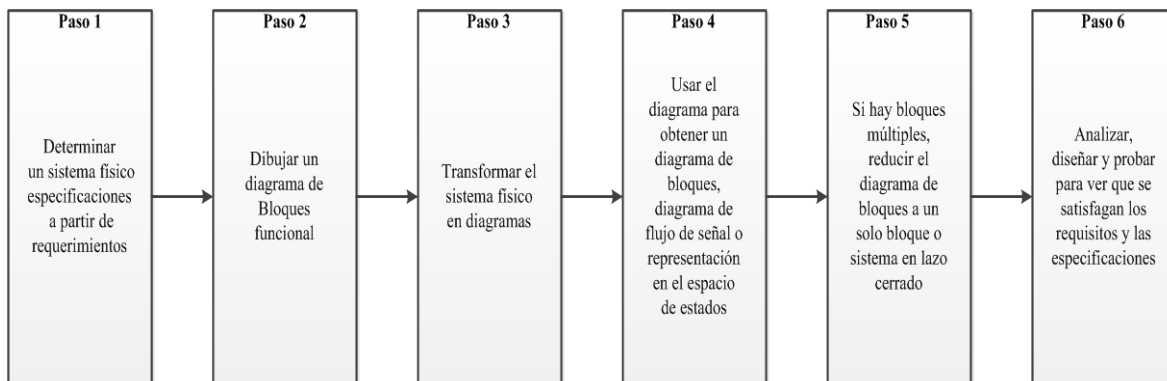 Paso 1
Determinar
un sistema físico
especificaciones
a partir de
requerimientos
Paso 2
Dibujar un
diagrama de
Bloques
funcional
Paso 3
Transformar el
sistema físico
en diagramas
Paso 4
Usar el
diagrama para
obtener un
diagrama de
bloques,
diagrama de
flujo de señal o
representación
en el espacio
de estados
Paso 5
Si hay bloques
múltiples,
reducir el
diagrama de
bloques a un
solo bloque o
sistema en lazo
cerrado
Paso 6
Analizar,
diseñar y probar
para ver que se
satisfagan los
requisitos y las
especificaciones